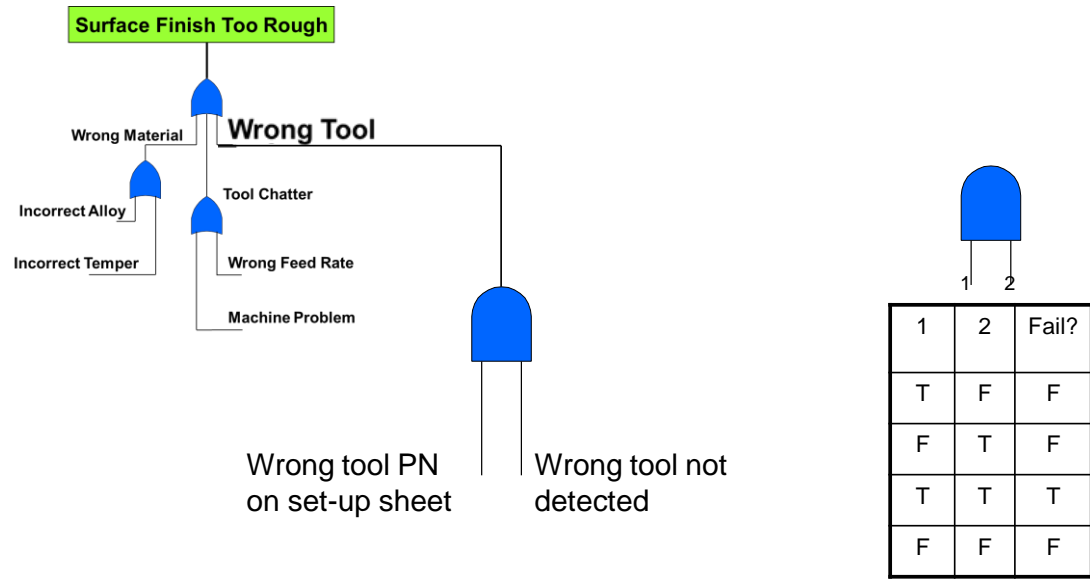 Surface Finish Too Rough
Wrong Material
Wrong Tool
Tool Chatter
Incorrect Alloy
Incorrect Temper
Wrong Feed Rate
Machine Problem
Wrong tool PN
on set-up sheet
Wrong tool not
detected
1 2
1 2 Fail?
T F F
F T F
T T T
F F F